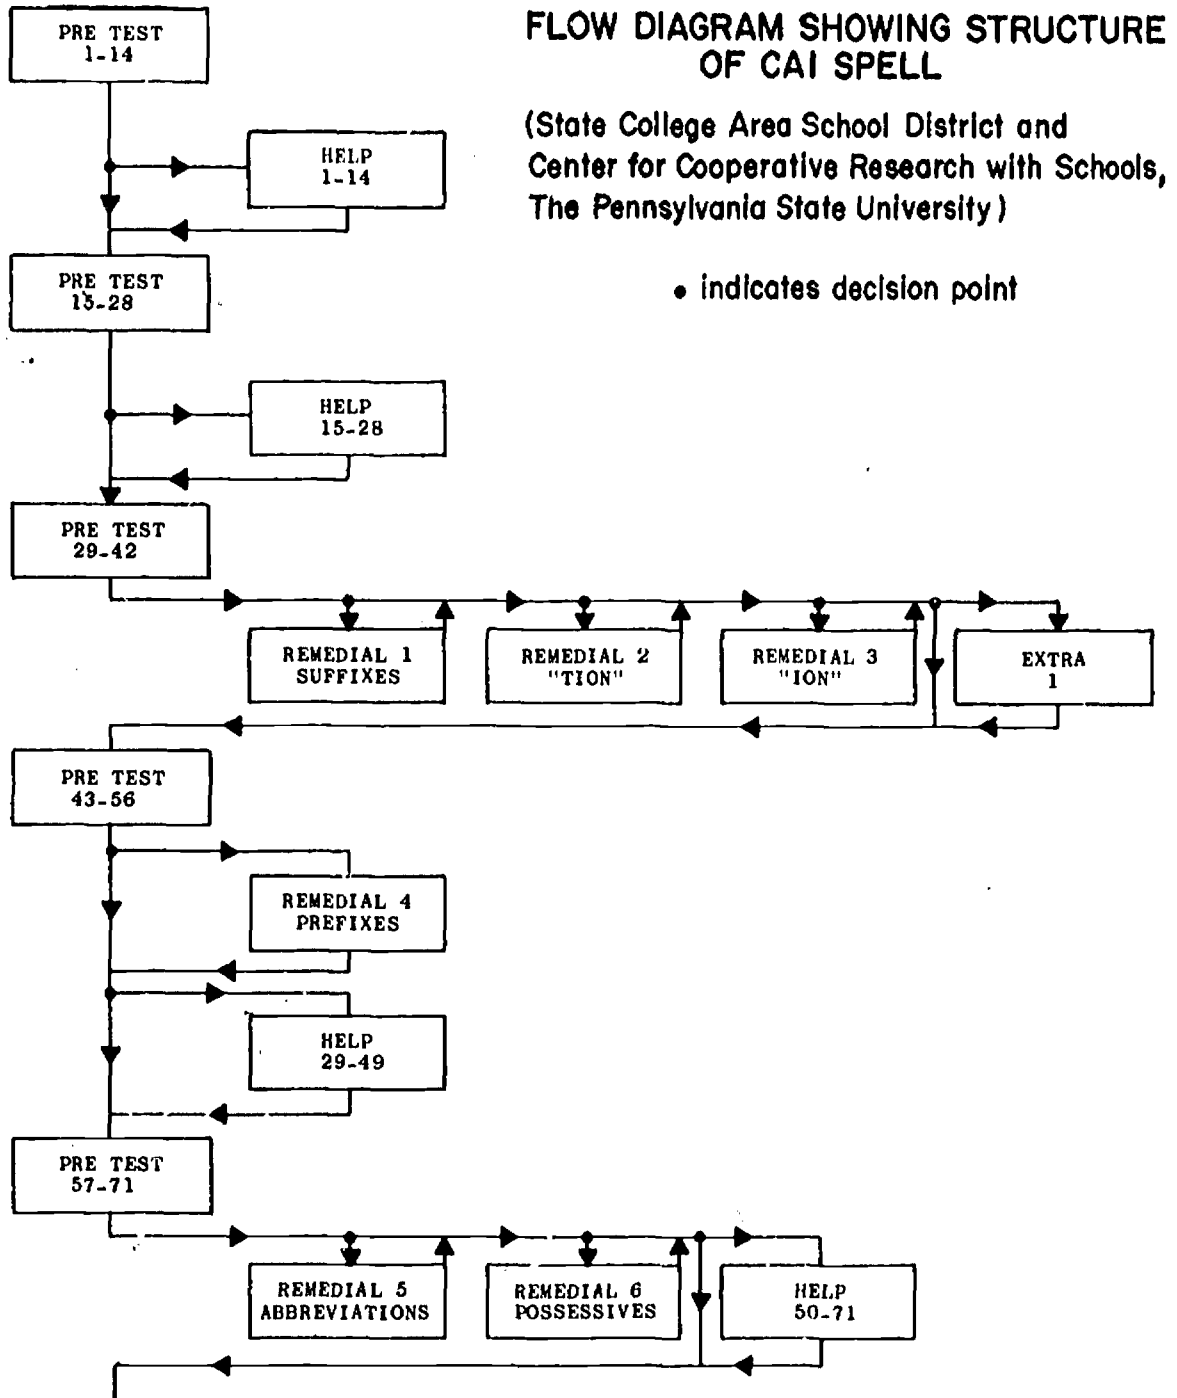 FLOW DIAGRAM SHOWING STRUCTURE
OF CAI SPELL
(State College Area School District and
Center for Cooperative Research with Schools,
The Pennsylvania State University)
• indicates decision point
PRE TEST
1-14
HELP
1-14
PRE TEST
15-28
HELP
15-28
PRE TEST
29-42
REMEDIAL 1
SUFFIXES
REMEDIAL 2
"TION"
REMEDIAL 3
"ION"
EXTRA
1
PRE TEST
43-56
REMEDIAL 4
PREFIXES
HELP
29-49
PRE TEST
57-71
REMEDIAL 5
ABBREVIATIONS
REMEDIAL 6
POSSESSIVES
HELP
50-71